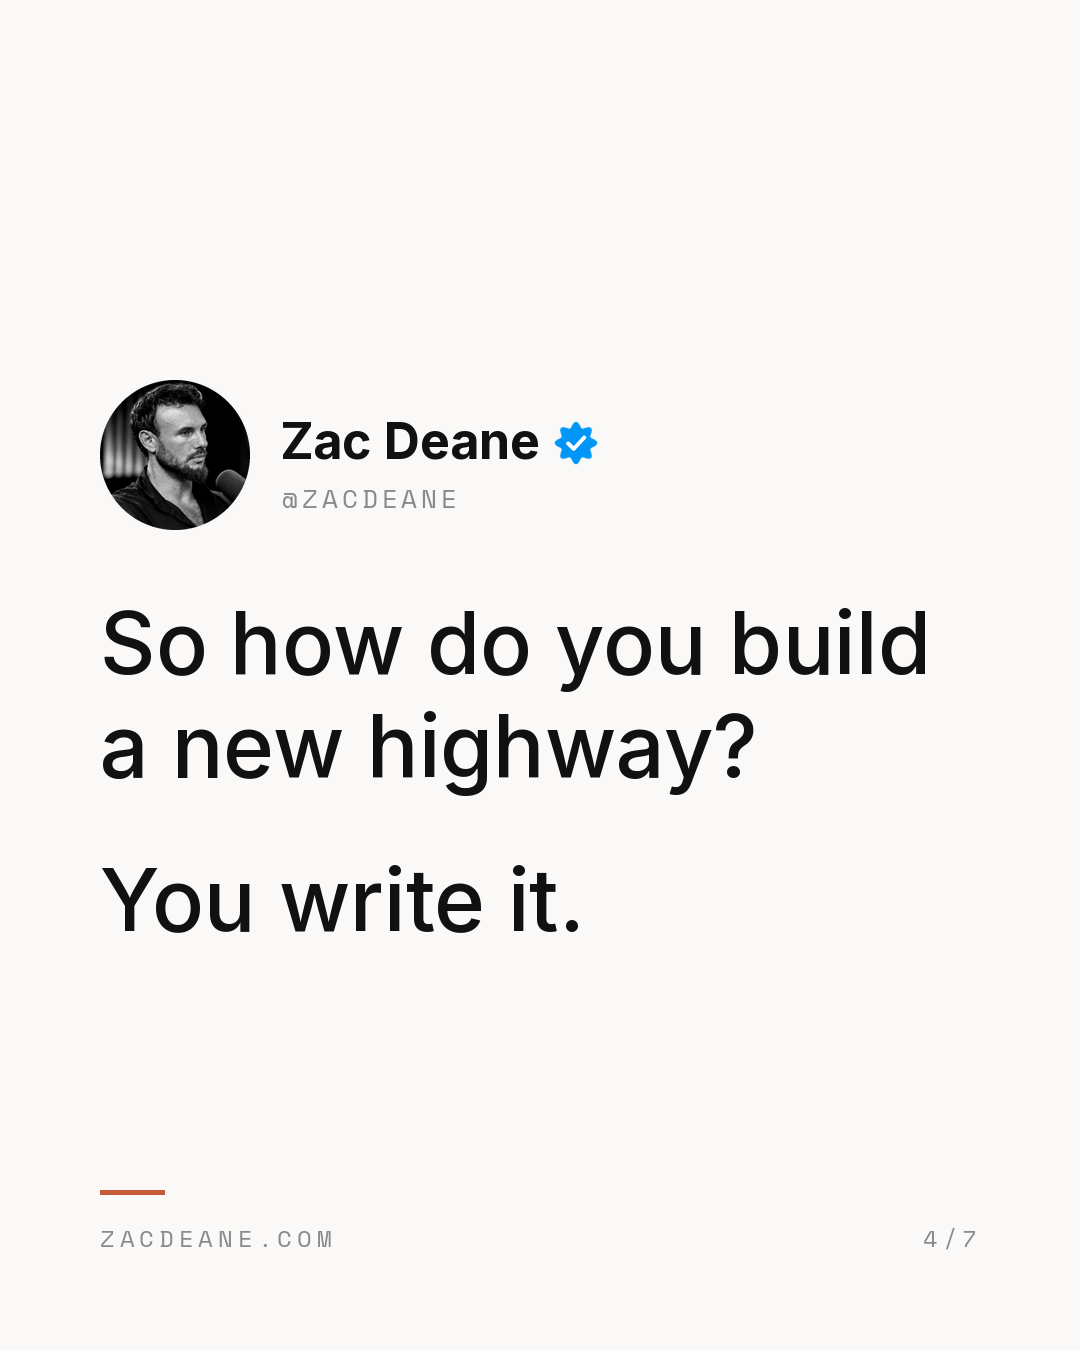 Zac Deane
@ZACDEANE
So how do you build
a new highway?
You write it.
ZACDEANE.COM
4/7